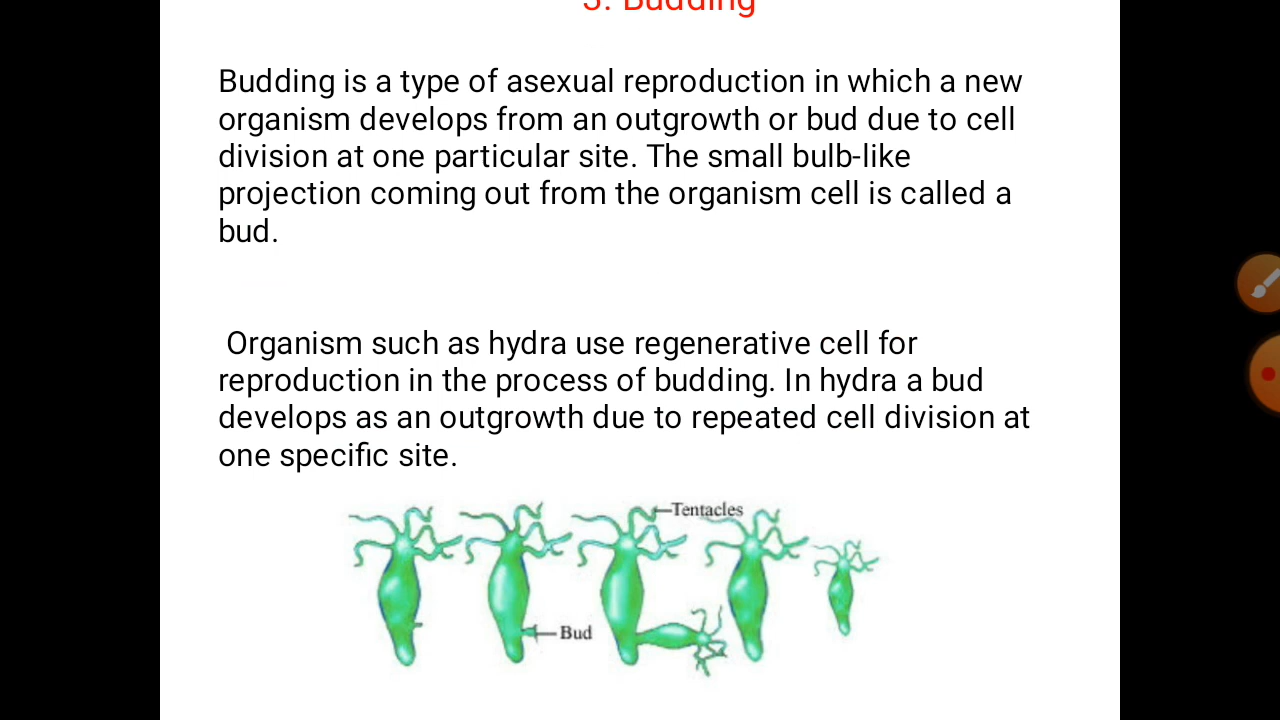 3. Budding
Budding is a type of asexual reproduction in which a new
organism develops from an outgrowth or bud due to cell
division at one particular site. The small bulb-like
projection coming out from the organism cell is called a
bud.
Organism such as hydra use regenerative cell for
reproduction in the process of budding. In hydra a bud
develops as an outgrowth due to repeated cell division at
one specific site.
Tentacles
Bud